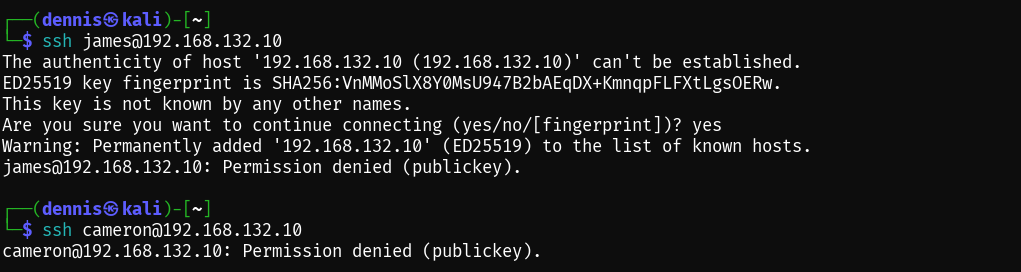 ┌──(dennis㉿kali)-[~]
└─$ ssh james@192.168.132.10
The authenticity of host '192.168.132.10 (192.168.132.10)' can't be established.
ED25519 key fingerprint is SHA256:VnMMoSlX8Y0MsU947B2bAEqDX+KmnqpFLFXtLgsOERw.
This key is not known by any other names.
Are you sure you want to continue connecting (yes/no/[fingerprint])? yes
Warning: Permanently added '192.168.132.10' (ED25519) to the list of known hosts.
james@192.168.132.10: Permission denied (publickey).
┌──(dennis㉿kali)-[~]
└─$ ssh cameron@192.168.132.10
cameron@192.168.132.10: Permission denied (publickey).